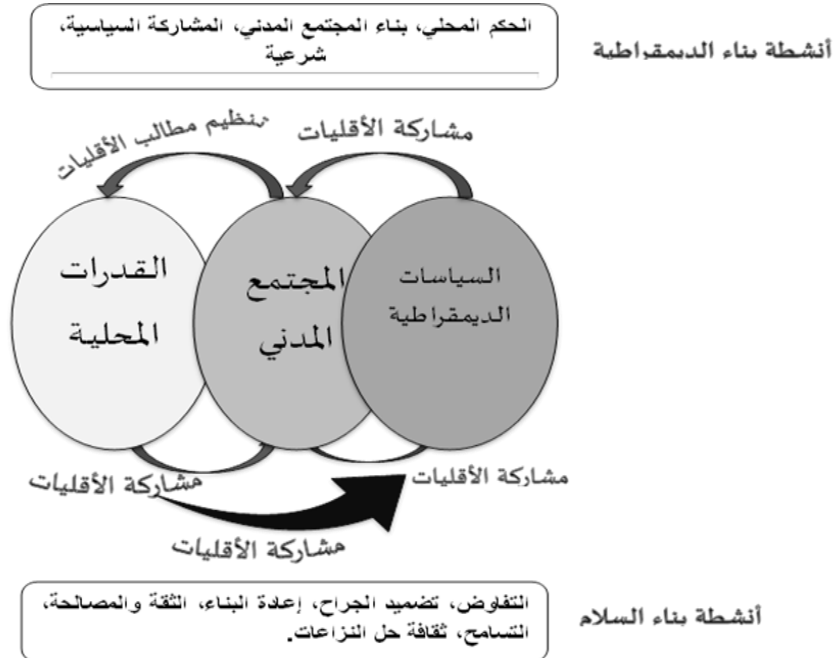 أنشطة بناء الديمقراطية
الحكم المحلي، بناء المجتمع المدني، المشاركة السياسية،
شرعية
مشاركة الأقليات
تنظيم مطالب الأقليات
السياسات
الديمقراطية
المجتمع
المدني
القدرات
المحلية
مشاركة الأقليات
مشاركة الأقليات
مشاركة الأقليات
أنشطة بناء السلام
التفاوض، تضميد الجراح، إعادة البناء، الثقة والمصالحة،
التسامح، ثقافة حل النزاعات.